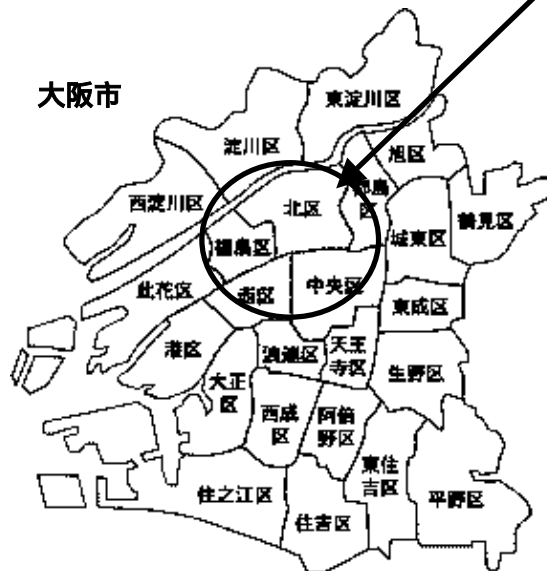 大阪市
東淀川区
淀川区
旭区
西淀川区
北区
都島
区
鶴見区
城東区
福島区
此花区
西区
中央区
東成区
港区
浪速区
天王
寺区
大正
区
生野区
西成
区
阿倍
野区
東住
吉区
平野区
住之江区
住吉区